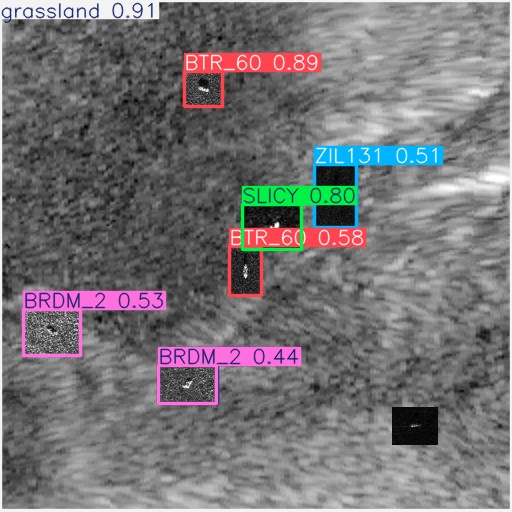 grassland 0.91
BTR_60 0.89
ZIL131 0.51
SLICY 0.80
BTR_60 0.58
BRDM_2 0.53
BRDM_2 0.44